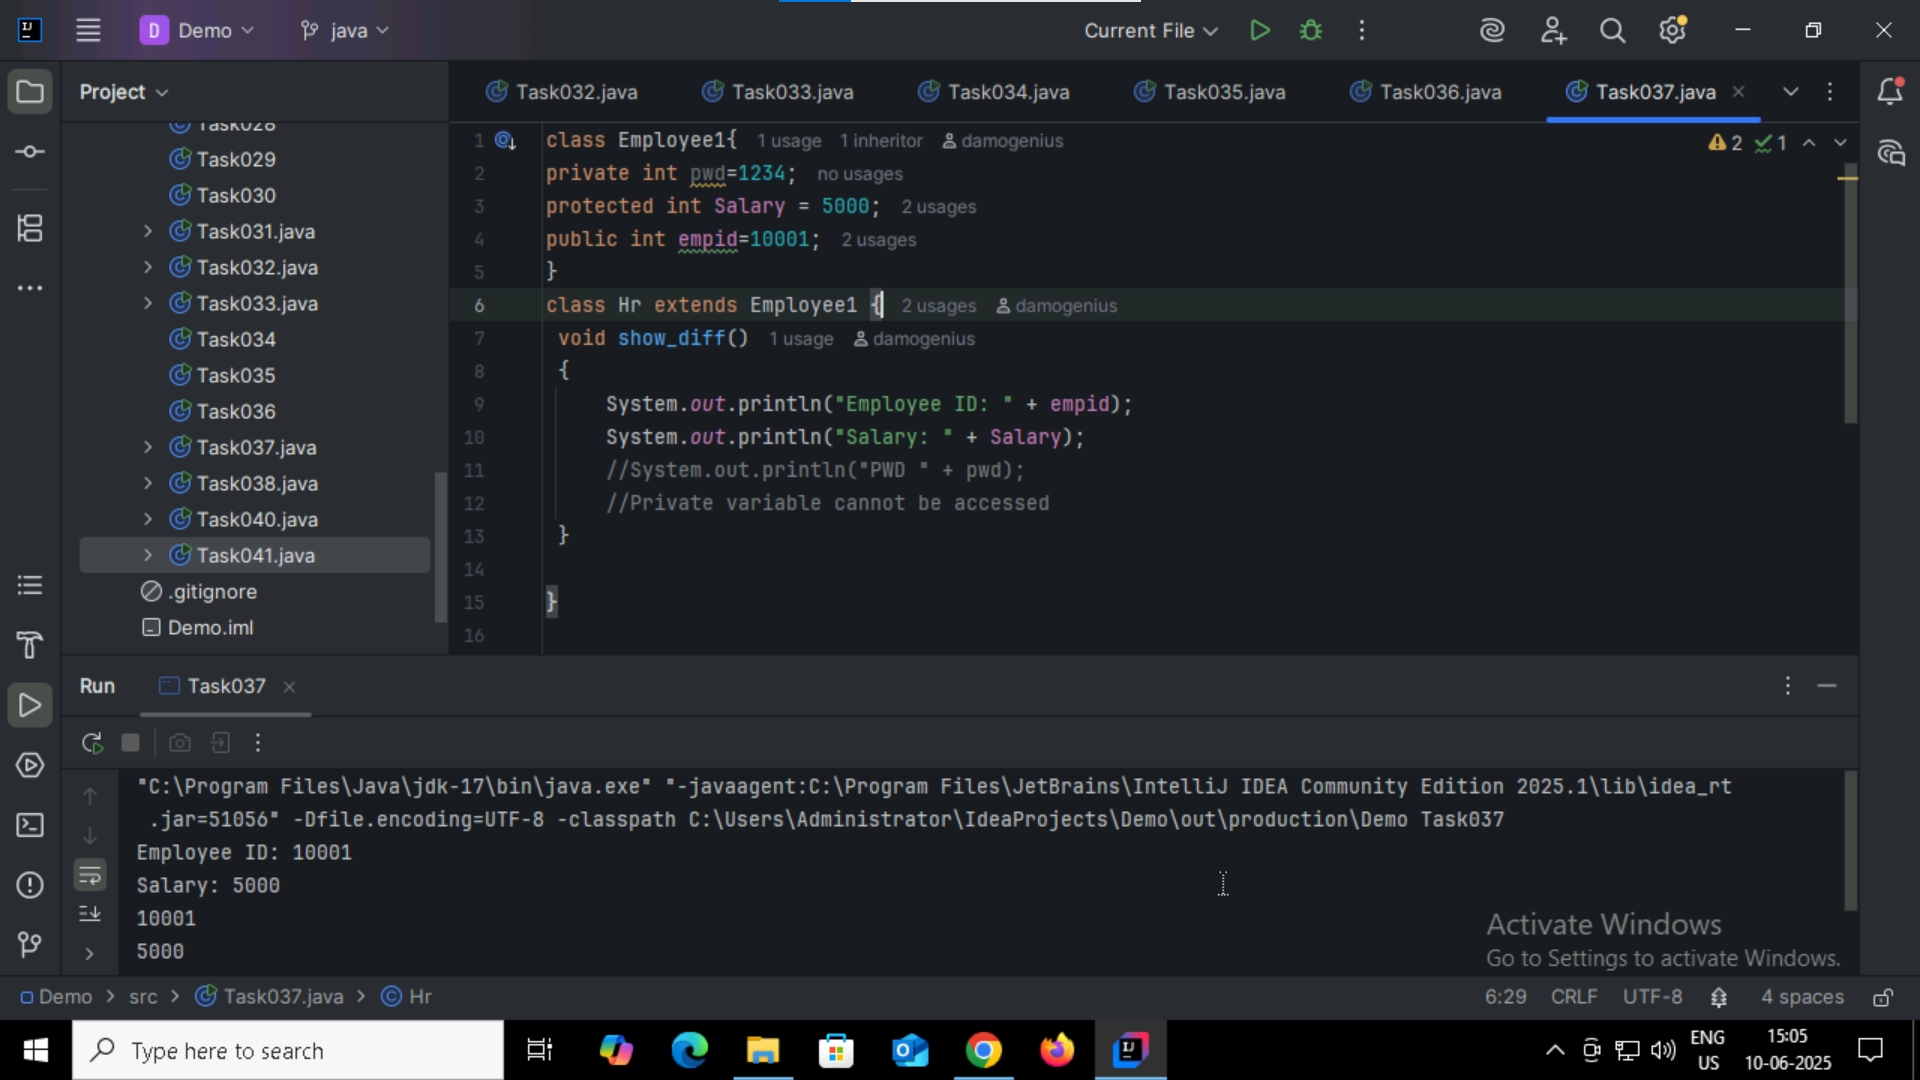 D Demo
java
Current File
Project
Task032.java
Task033.java
Task034.java
Task035.java
Task036.java
Task037.java
Task028
Task029
Task030
Task031.java
Task032.java
Task033.java
Task034
Task035
Task036
Task037.java
Task038.java
Task040.java
Task041.java
.gitignore
Demo.iml
2 1
1 class Employee1{ 1 usage 1 inheritor damogenius
2 private int pwd=1234; no usages
3 protected int Salary = 5000; 2 usages
4 public int empid=10001; 2 usages
5 }
6 class Hr extends Employee1 { 2 usages damogenius
7 void show_diff() 1 usage damogenius
8 {
9 System.out.println("Employee ID: " + empid);
10 System.out.println("Salary: " + Salary);
11 //System.out.println("PWD " + pwd);
12 //Private variable cannot be accessed
13 }
14
15 }
16
Run Task037
"C:\Program Files\Java\jdk-17\bin\java.exe" "-javaagent:C:\Program Files\JetBrains\IntelliJ IDEA Community Edition 2025.1\lib\idea_rt
.jar=51056" -Dfile.encoding=UTF-8 -classpath C:\Users\Administrator\IdeaProjects\Demo\out\production\Demo Task037
Employee ID: 10001
Salary: 5000
10001
5000
Activate Windows
Go to Settings to activate Windows.
Demo > src > Task037.java > Hr
6:29 CRLF UTF-8 4 spaces
Type here to search
ENG
US
15:05
10-06-2025